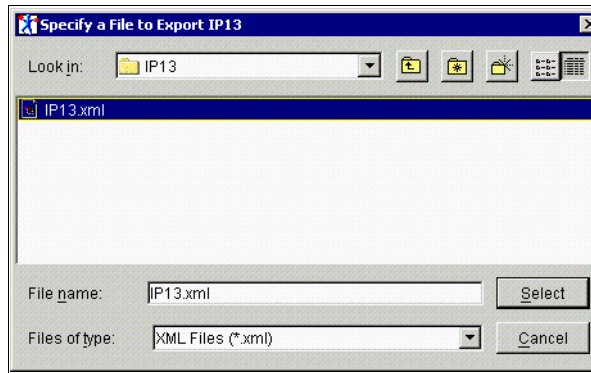 Specify a File to Export IP13
Look in: IP13
IP13.xml
File name: IP13.xml Select
Files of type: XML Files (*.xml) Cancel